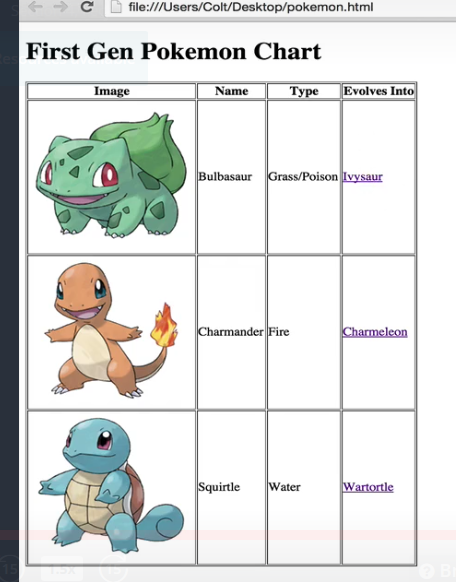 file:///Users/Colt/Desktop/pokemon.html
First Gen Pokemon Chart
Image Name Type Evolves Into
Bulbasaur Grass/Poison Ivysaur
Charmander Fire Charmeleon
Squirtle Water Wartortle